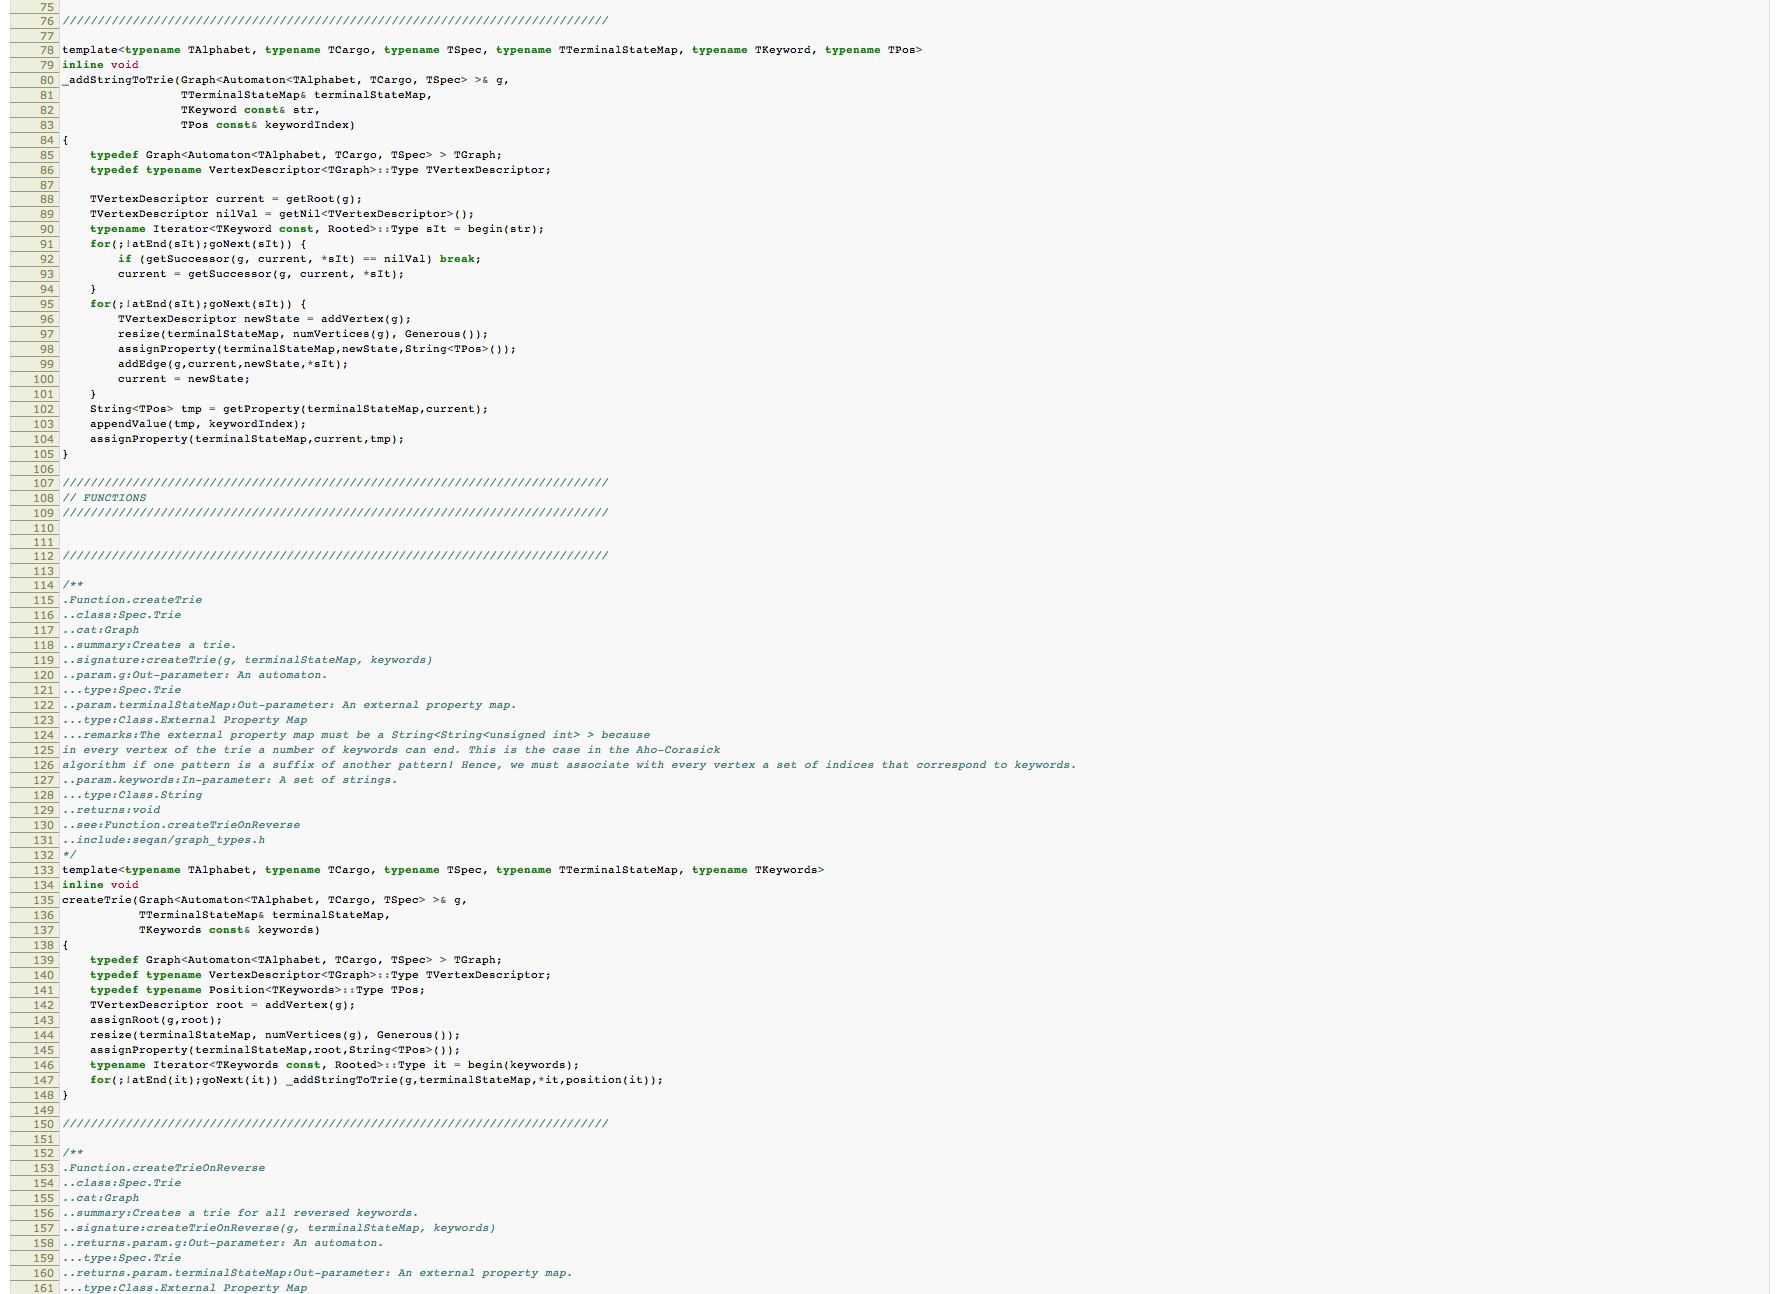 75
76 //////////////////////////////////////////////////////////////////////////////
77
78 template<typename TAlphabet, typename TCargo, typename TSpec, typename TTerminalStateMap, typename TKeyword, typename TPos>
79 inline void
80 _addStringToTrie(Graph<Automaton<TAlphabet, TCargo, TSpec> >& g,
81                  TTerminalStateMap& terminalStateMap,
82                  TKeyword const& str,
83                  TPos const& keywordIndex)
84 {
85     typedef Graph<Automaton<TAlphabet, TCargo, TSpec> > TGraph;
86     typedef typename VertexDescriptor<TGraph>::Type TVertexDescriptor;
87
88     TVertexDescriptor current = getRoot(g);
89     TVertexDescriptor nilVal = getNil<TVertexDescriptor>();
90     typename Iterator<TKeyword const, Rooted>::Type sIt = begin(str);
91     for(;!atEnd(sIt);goNext(sIt)) {
92         if (getSuccessor(g, current, *sIt) == nilVal) break;
93         current = getSuccessor(g, current, *sIt);
94     }
95     for(;!atEnd(sIt);goNext(sIt)) {
96         TVertexDescriptor newState = addVertex(g);
97         resize(terminalStateMap, numVertices(g), Generous());
98         assignProperty(terminalStateMap,newState,String<TPos>());
99         addEdge(g,current,newState,*sIt);
100         current = newState;
101     }
102     String<TPos> tmp = getProperty(terminalStateMap,current);
103     appendValue(tmp, keywordIndex);
104     assignProperty(terminalStateMap,current,tmp);
105 }
106
107 //////////////////////////////////////////////////////////////////////////////
108 // FUNCTIONS
109 //////////////////////////////////////////////////////////////////////////////
110
111
112 //////////////////////////////////////////////////////////////////////////////
113
114 /**
115 .Function.createTrie
116 ..class:Spec.Trie
117 ..cat:Graph
118 ..summary:Creates a trie.
119 ..signature:createTrie(g, terminalStateMap, keywords)
120 ..param.g:Out-parameter: An automaton.
121 ...type:Spec.Trie
122 ..param.terminalStateMap:Out-parameter: An external property map.
123 ...type:Class.External Property Map
124 ...remarks:The external property map must be a String<String<unsigned int> > because
125 in every vertex of the trie a number of keywords can end. This is the case in the Aho-Corasick
126 algorithm if one pattern is a suffix of another pattern! Hence, we must associate with every vertex a set of indices that correspond to keywords.
127 ..param.keywords:In-parameter: A set of strings.
128 ...type:Class.String
129 ..returns:void
130 ..see:Function.createTrieOnReverse
131 ..include:seqan/graph_types.h
132 */
133 template<typename TAlphabet, typename TCargo, typename TSpec, typename TTerminalStateMap, typename TKeywords>
134 inline void
135 createTrie(Graph<Automaton<TAlphabet, TCargo, TSpec> >& g,
136            TTerminalStateMap& terminalStateMap,
137            TKeywords const& keywords)
138 {
139     typedef Graph<Automaton<TAlphabet, TCargo, TSpec> > TGraph;
140     typedef typename VertexDescriptor<TGraph>::Type TVertexDescriptor;
141     typedef typename Position<TKeywords>::Type TPos;
142     TVertexDescriptor root = addVertex(g);
143     assignRoot(g,root);
144     resize(terminalStateMap, numVertices(g), Generous());
145     assignProperty(terminalStateMap,root,String<TPos>());
146     typename Iterator<TKeywords const, Rooted>::Type it = begin(keywords);
147     for(;!atEnd(it);goNext(it)) _addStringToTrie(g,terminalStateMap,*it,position(it));
148 }
149
150 //////////////////////////////////////////////////////////////////////////////
151
152 /**
153 .Function.createTrieOnReverse
154 ..class:Spec.Trie
155 ..cat:Graph
156 ..summary:Creates a trie for all reversed keywords.
157 ..signature:createTrieOnReverse(g, terminalStateMap, keywords)
158 ..returns.param.g:Out-parameter: An automaton.
159 ...type:Spec.Trie
160 ..returns.param.terminalStateMap:Out-parameter: An external property map.
161 ...type:Class.External Property Map